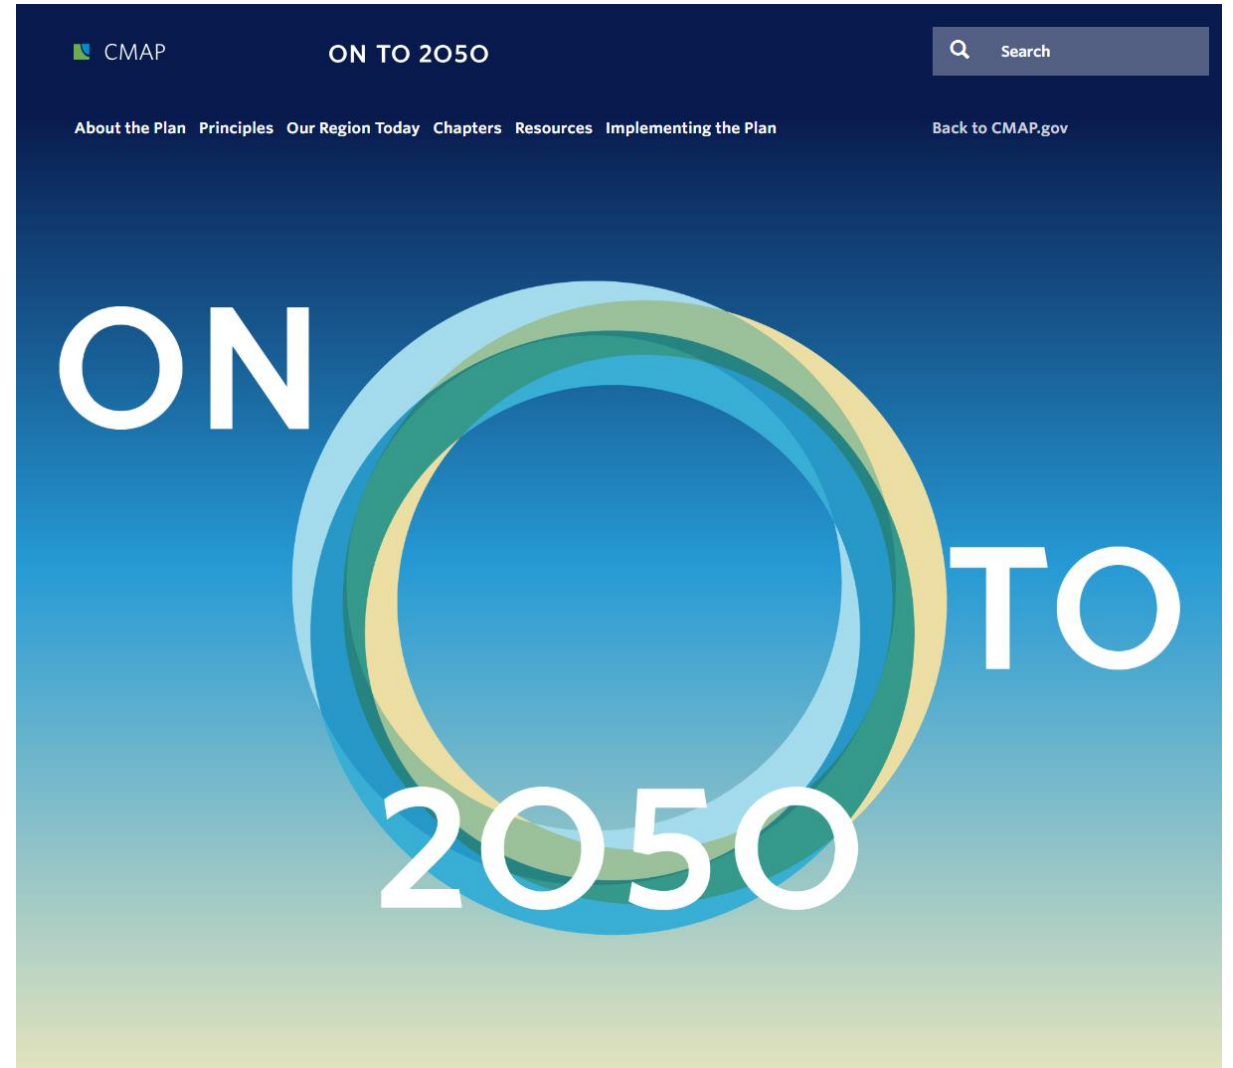 CMAP
ON TO 2050
Search
About the Plan Principles Our Region Today Chapters Resources Implementing the Plan
Back to CMAP.gov
ON
TO
2050